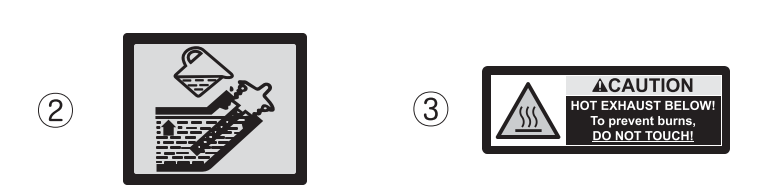 ②
③
⚠CAUTION
HOT EXHAUST BELOW!
To prevent burns,
DO NOT TOUCH!